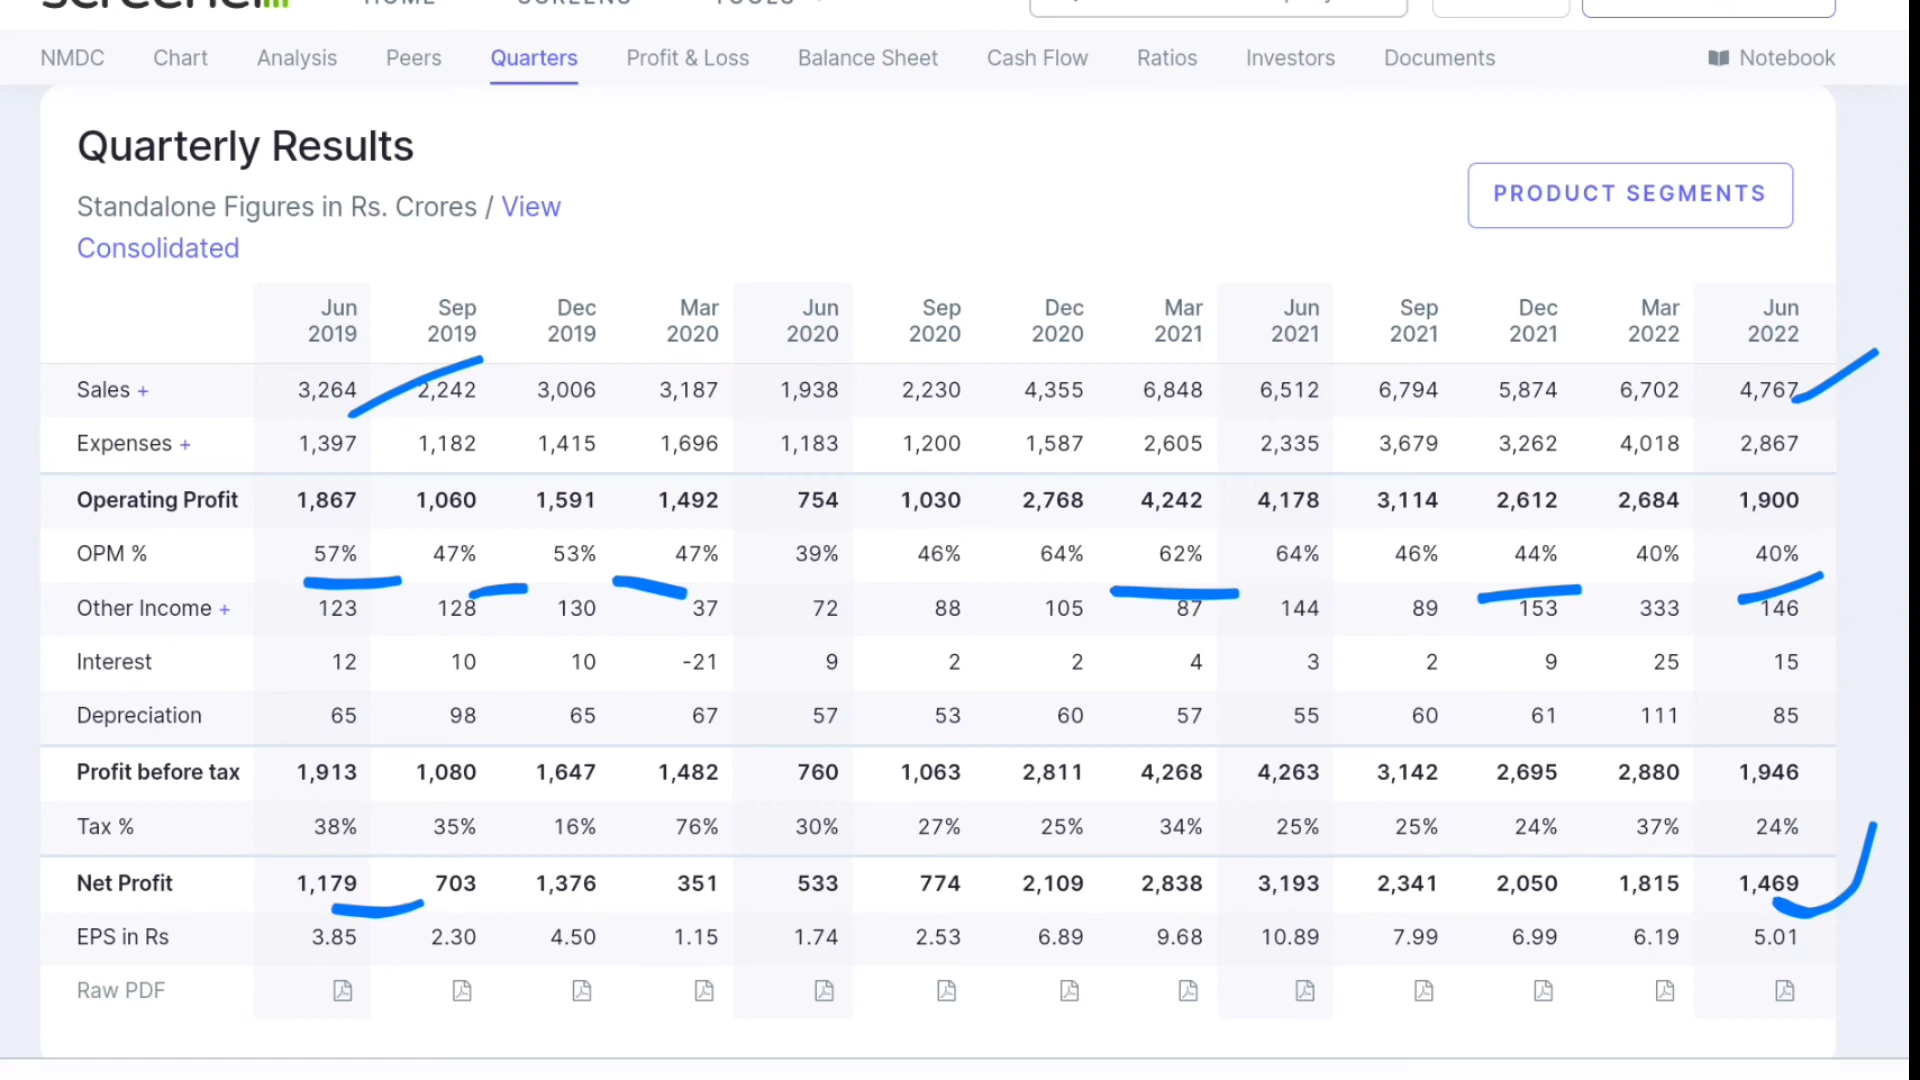 HOME SCREENS TOOLS
NMDC Chart Analysis Peers Quarters Profit & Loss Balance Sheet Cash Flow Ratios Investors Documents Notebook
Quarterly Results
Standalone Figures in Rs. Crores / View
Consolidated
PRODUCT SEGMENTS
Jun Sep Dec Mar Jun Sep Dec Mar Jun Sep Dec Mar Jun
2019 2019 2019 2020 2020 2020 2020 2021 2021 2021 2021 2022 2022
Sales + 3,264 2,242 3,006 3,187 1,938 2,230 4,355 6,848 6,512 6,794 5,874 6,702 4,767
Expenses + 1,397 1,182 1,415 1,696 1,183 1,200 1,587 2,605 2,335 3,679 3,262 4,018 2,867
Operating Profit 1,867 1,060 1,591 1,492 754 1,030 2,768 4,242 4,178 3,114 2,612 2,684 1,900
OPM % 57% 47% 53% 47% 39% 46% 64% 62% 64% 46% 44% 40% 40%
Other Income + 123 128 130 37 72 88 105 87 144 89 153 333 146
Interest 12 10 10 -21 9 2 2 4 3 2 9 25 15
Depreciation 65 98 65 67 57 53 60 57 55 60 61 111 85
Profit before tax 1,913 1,080 1,647 1,482 760 1,063 2,811 4,268 4,263 3,142 2,695 2,880 1,946
Tax % 38% 35% 16% 76% 30% 27% 25% 34% 25% 25% 24% 37% 24%
Net Profit 1,179 703 1,376 351 533 774 2,109 2,838 3,193 2,341 2,050 1,815 1,469
EPS in Rs 3.85 2.30 4.50 1.15 1.74 2.53 6.89 9.68 10.89 7.99 6.99 6.19 5.01
Raw PDF